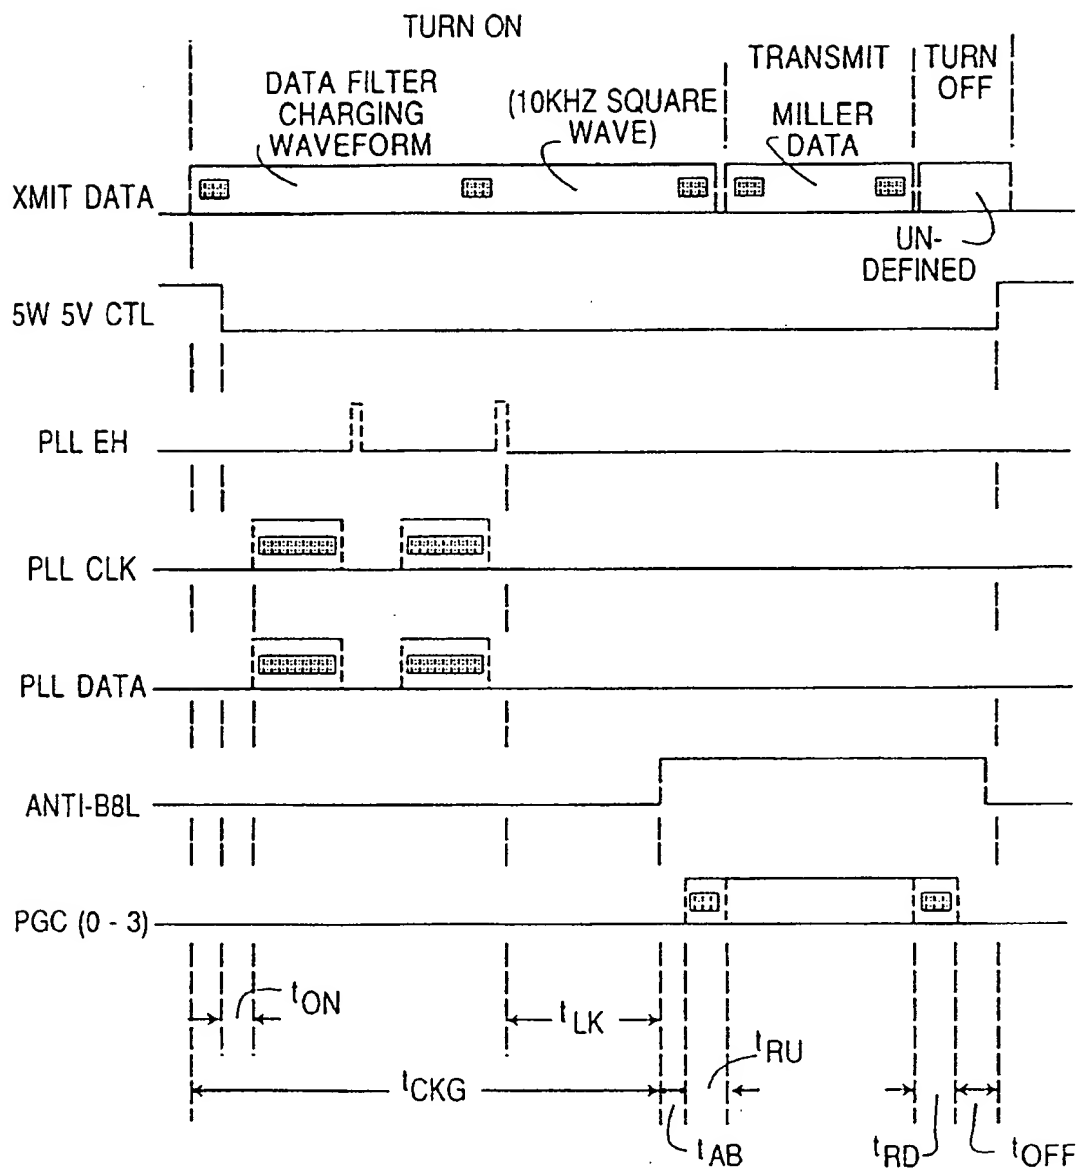 TURN ON
TRANSMIT
TURN
OFF
DATA FILTER
CHARGING
WAVEFORM
(10KHZ SQUARE
WAVE)
MILLER
DATA
XMIT DATA
UN-
DEFINED
5W 5V CTL
PLL EH
PLL CLK
PLL DATA
ANTI-B8L
PGC (0 - 3)
tON
tLK
tRU
tCKG
tAB
tRD
tOFF